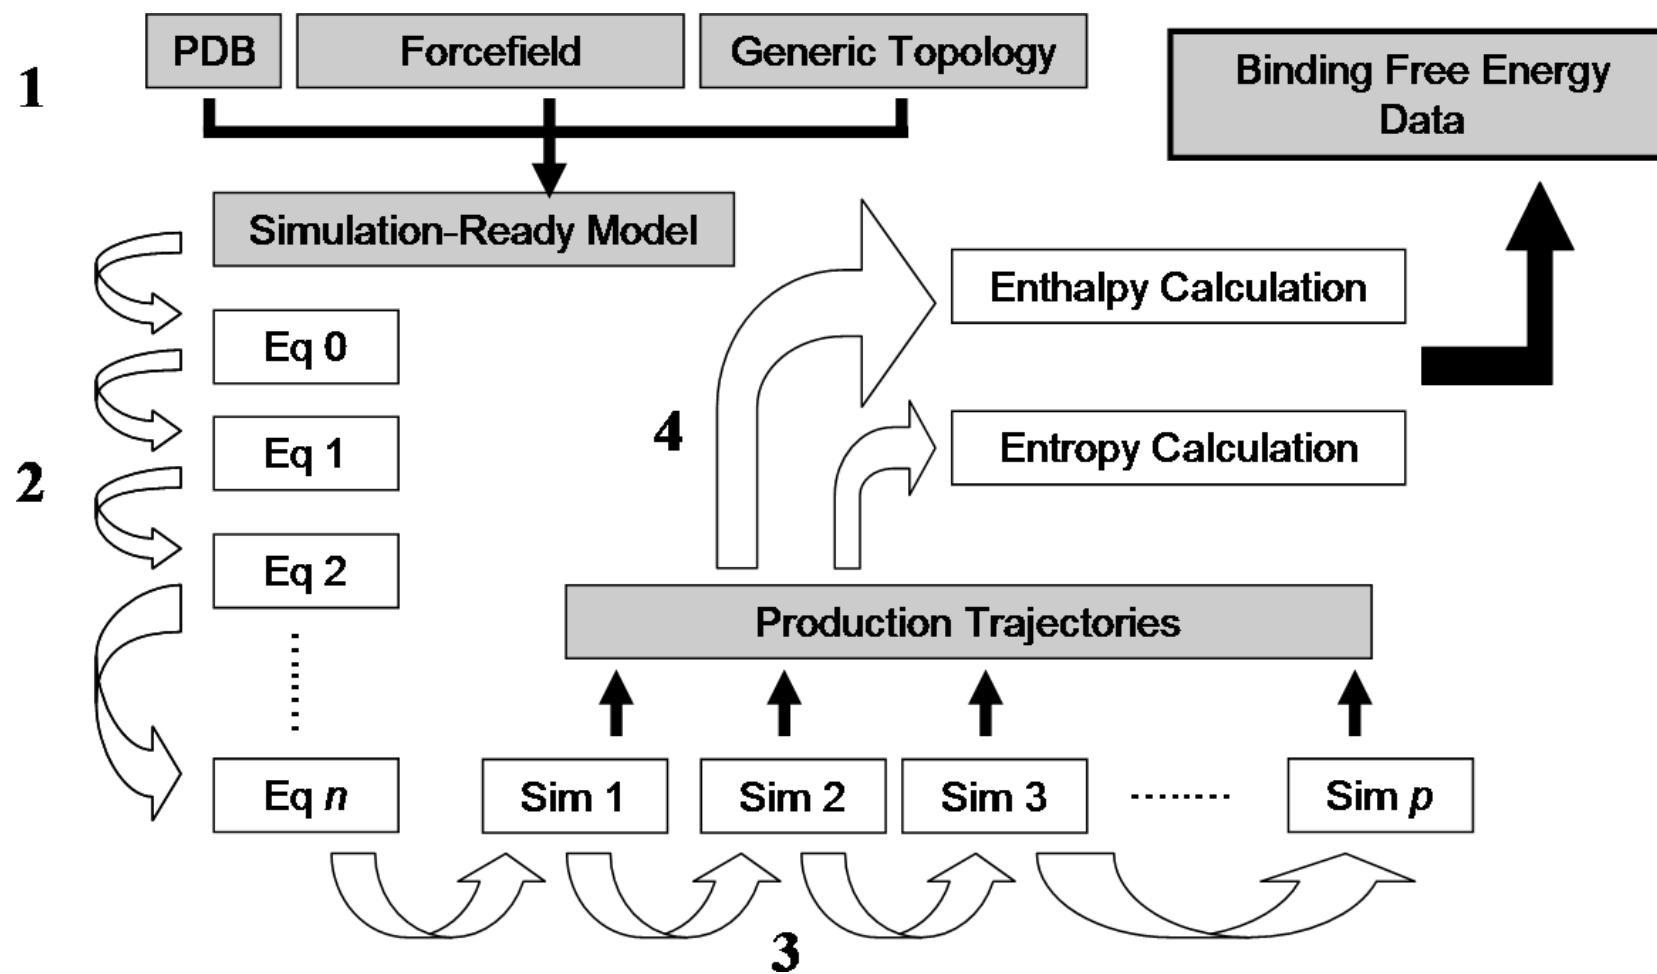 1
PDB
Forcefield
Generic Topology
Binding Free Energy
Data
Simulation-Ready Model
Enthalpy Calculation
Eq 0
2
Eq 1
4
Entropy Calculation
Eq 2
Production Trajectories
Eq n
Sim 1
Sim 2
Sim 3
Sim p
3